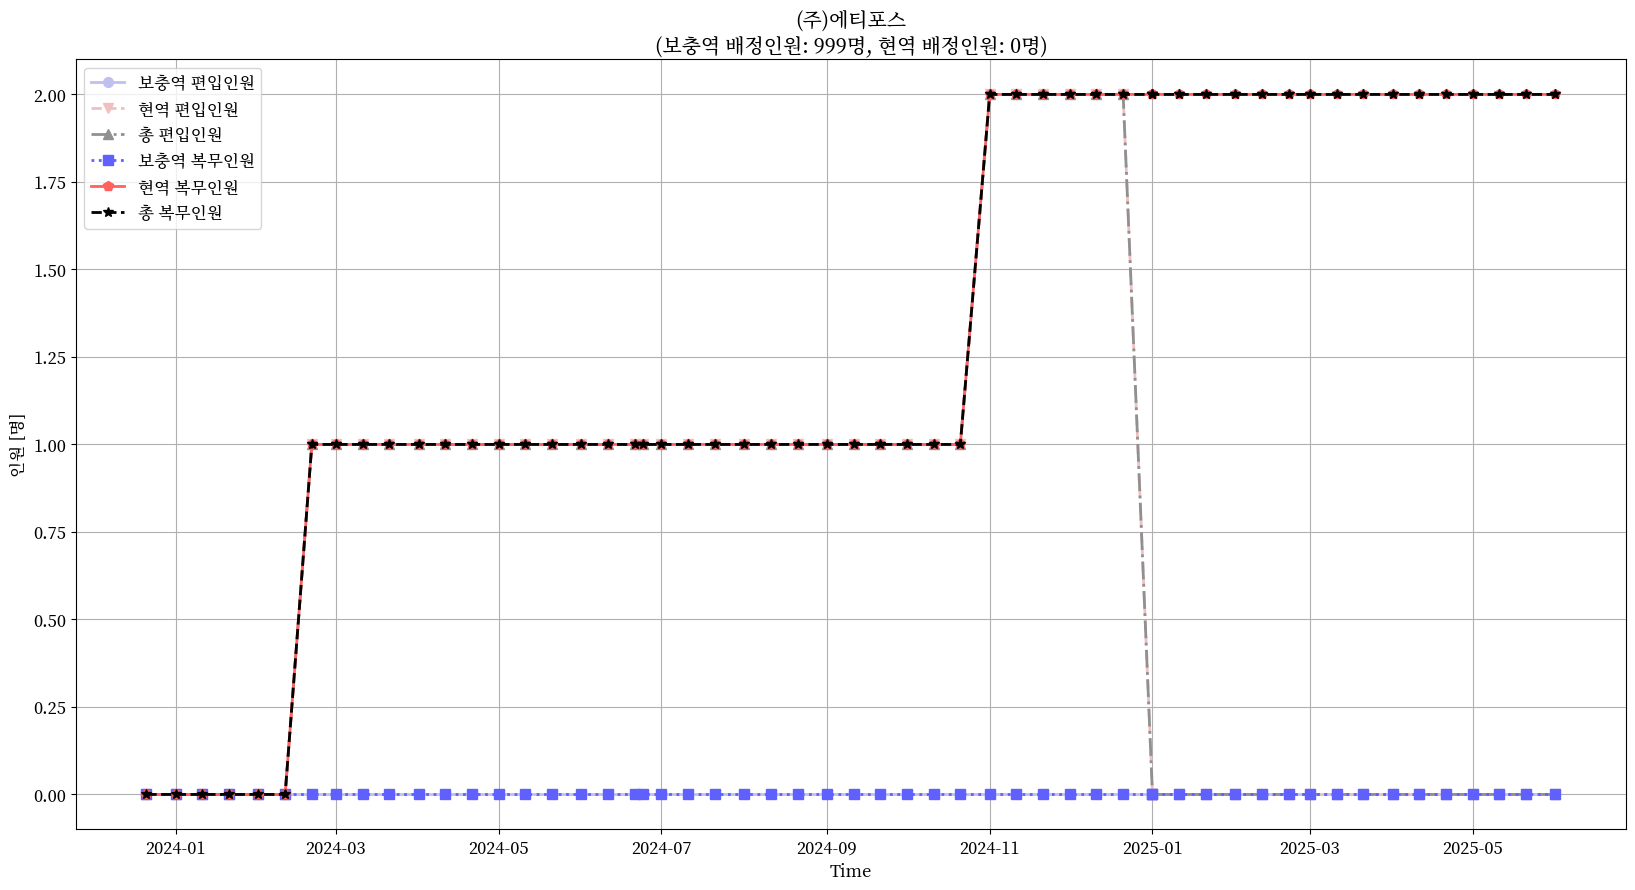 (주)에티포스
(보충역 배정인원: 999명, 현역 배정인원: 0명)
보충역 편입인원
현역 편입인원
총 편입인원
보충역 복무인원
현역 복무인원
총 복무인원
2.00
1.75
1.50
1.25
1.00
0.75
0.50
0.25
0.00
인원 [명]
2024-01
2024-03
2024-05
2024-07
2024-09
2024-11
2025-01
2025-03
2025-05
Time